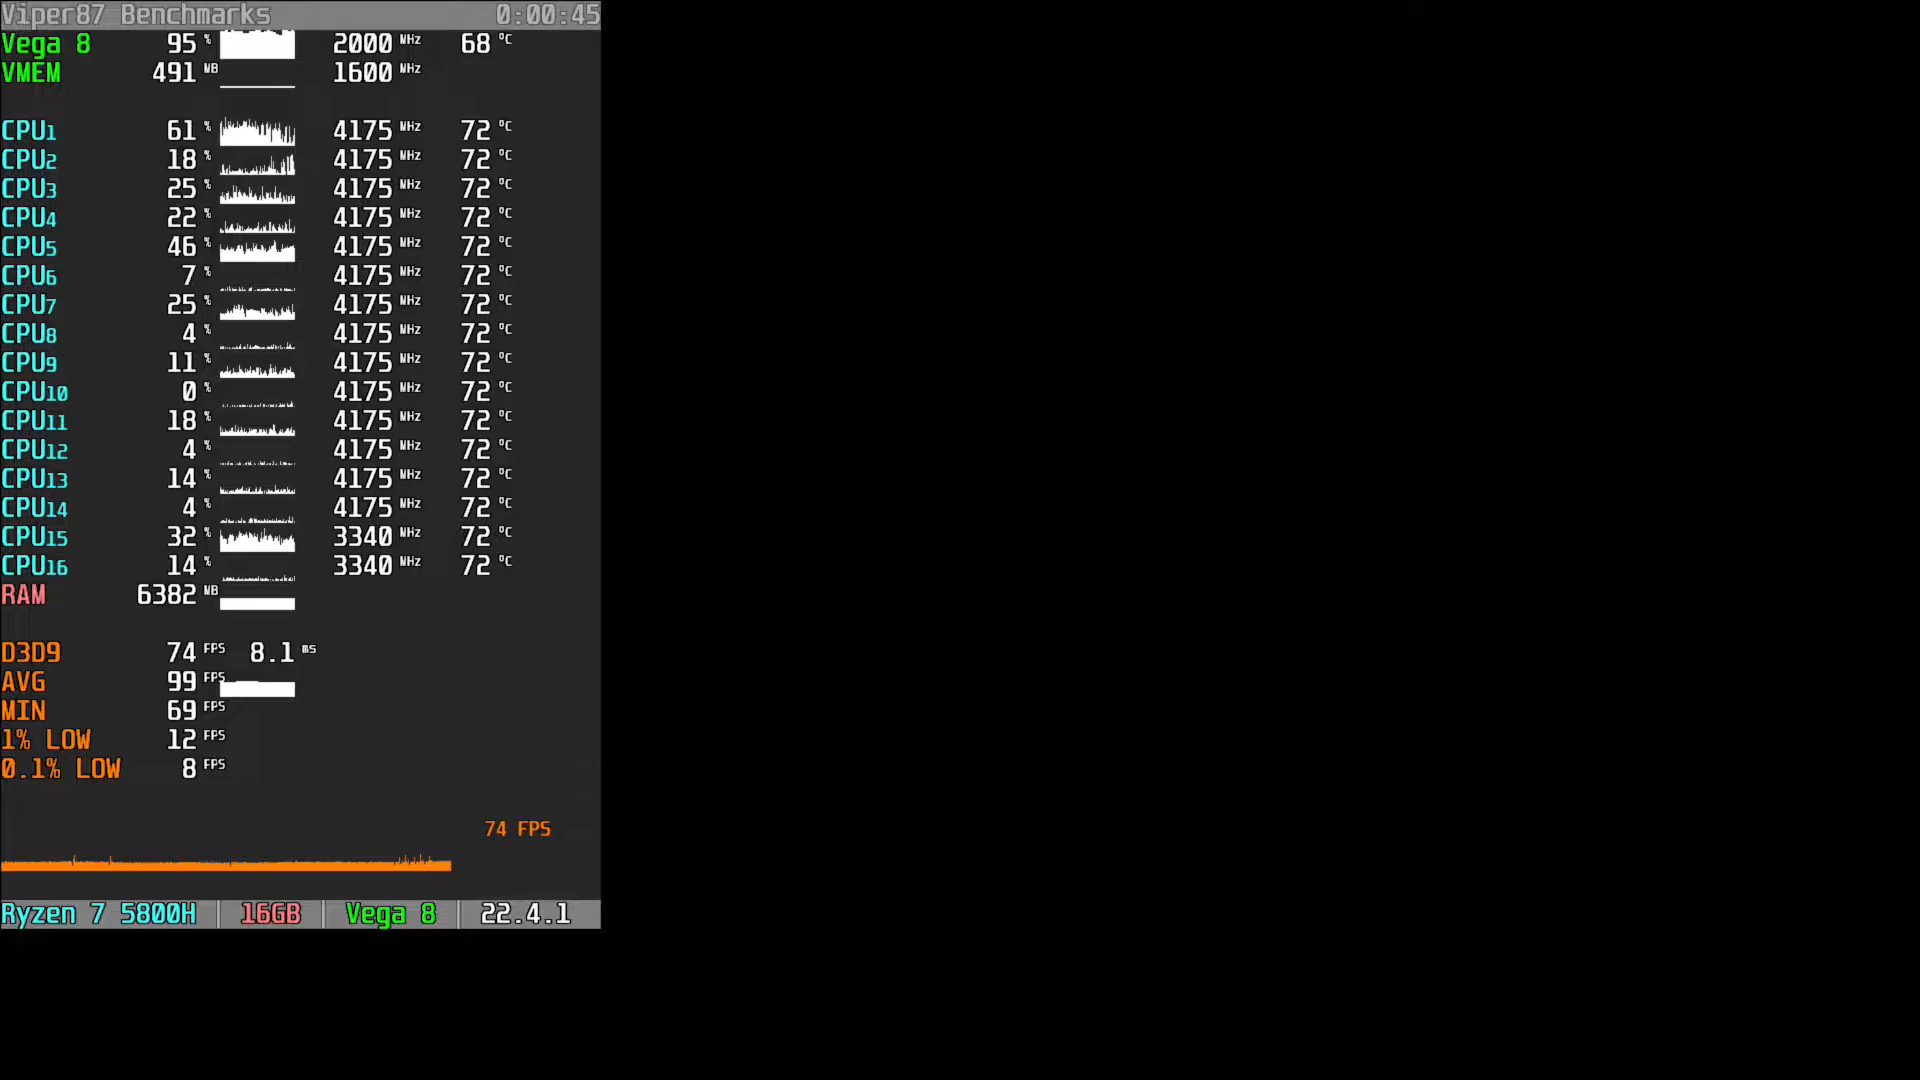 Viper87 Benchmarks 0:00:45
Vega 8 95 % 2000 MHz 68 °C
VMEM 491 MB 1600 MHz
CPU1 61 % 4175 MHz 72 °C
CPU2 18 % 4175 MHz 72 °C
CPU3 25 % 4175 MHz 72 °C
CPU4 22 % 4175 MHz 72 °C
CPU5 46 % 4175 MHz 72 °C
CPU6 7 % 4175 MHz 72 °C
CPU7 25 % 4175 MHz 72 °C
CPU8 4 % 4175 MHz 72 °C
CPU9 11 % 4175 MHz 72 °C
CPU10 0 % 4175 MHz 72 °C
CPU11 18 % 4175 MHz 72 °C
CPU12 4 % 4175 MHz 72 °C
CPU13 14 % 4175 MHz 72 °C
CPU14 4 % 4175 MHz 72 °C
CPU15 32 % 3340 MHz 72 °C
CPU16 14 % 3340 MHz 72 °C
RAM 6382 MB
D3D9 74 FPS 8.1 ms
AVG 99 FPS
MIN 69 FPS
1% LOW 12 FPS
0.1% LOW 8 FPS
74 FPS
Ryzen 7 5800H 16GB Vega 8 22.4.1